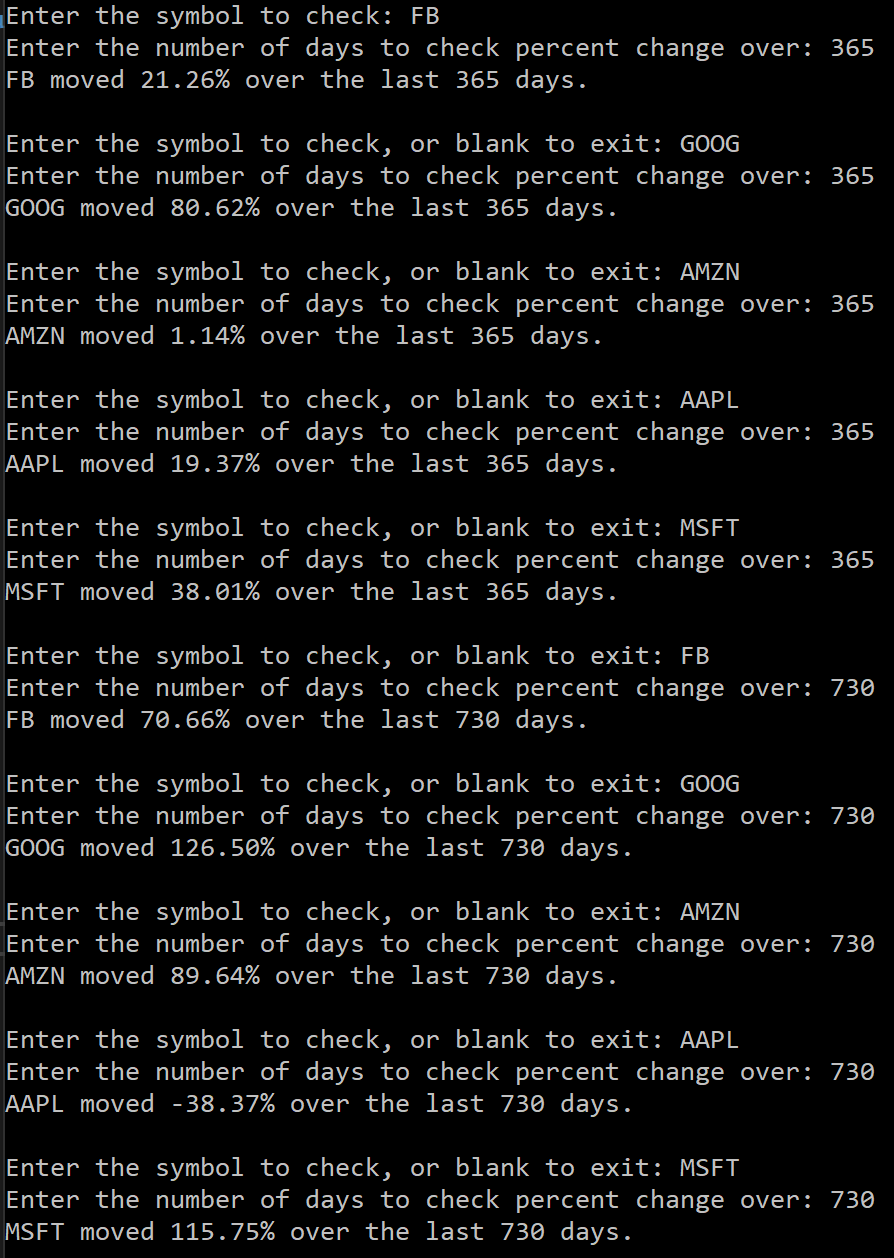 Enter the symbol to check: FB
Enter the number of days to check percent change over: 365
FB moved 21.26% over the last 365 days.

Enter the symbol to check, or blank to exit: GOOG
Enter the number of days to check percent change over: 365
GOOG moved 80.62% over the last 365 days.

Enter the symbol to check, or blank to exit: AMZN
Enter the number of days to check percent change over: 365
AMZN moved 1.14% over the last 365 days.

Enter the symbol to check, or blank to exit: AAPL
Enter the number of days to check percent change over: 365
AAPL moved 19.37% over the last 365 days.

Enter the symbol to check, or blank to exit: MSFT
Enter the number of days to check percent change over: 365
MSFT moved 38.01% over the last 365 days.

Enter the symbol to check, or blank to exit: FB
Enter the number of days to check percent change over: 730
FB moved 70.66% over the last 730 days.

Enter the symbol to check, or blank to exit: GOOG
Enter the number of days to check percent change over: 730
GOOG moved 126.50% over the last 730 days.

Enter the symbol to check, or blank to exit: AMZN
Enter the number of days to check percent change over: 730
AMZN moved 89.64% over the last 730 days.

Enter the symbol to check, or blank to exit: AAPL
Enter the number of days to check percent change over: 730
AAPL moved -38.37% over the last 730 days.

Enter the symbol to check, or blank to exit: MSFT
Enter the number of days to check percent change over: 730
MSFT moved 115.75% over the last 730 days.